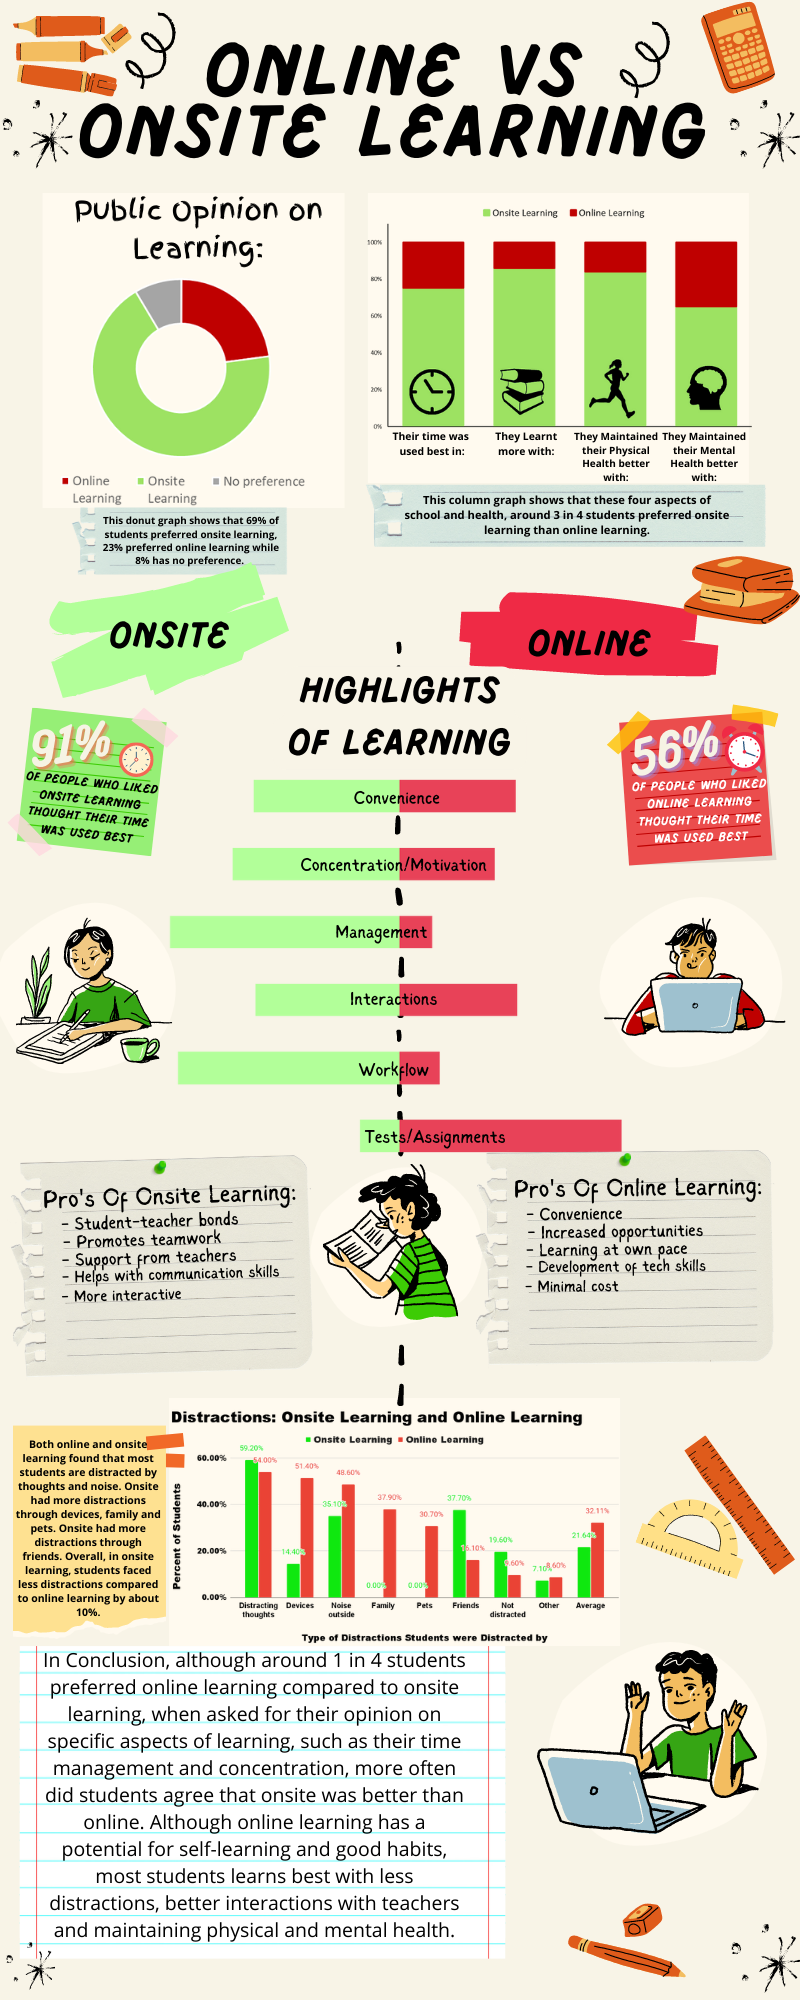 ONLINE VS
ONSITE LEARNING
Public Opinion on
Learning:
Online
Learning
Onsite
Learning
No preference
This donut graph shows that 69% of
students preferred onsite learning,
23% preferred online learning while
8% has no preference.
Onsite Learning
Online Learning
100%
80%
60%
40%
20%
0%
Their time was
used best in:
They Learnt
more with:
They Maintained
their Physical
Health better
with:
They Maintained
their Mental
Health better
with:
This column graph shows that these four aspects of
school and health, around 3 in 4 students preferred onsite
learning than online learning.
ONSITE
ONLINE
HIGHLIGHTS
OF LEARNING
91%
OF PEOPLE WHO LIKED
ONSITE LEARNING
THOUGHT THEIR TIME
WAS USED BEST
56%
OF PEOPLE WHO LIKED
ONLINE LEARNING
THOUGHT THEIR TIME
WAS USED BEST
Convenience
Concentration/Motivation
Management
Interactions
Workflow
Tests/Assignments
Pro's Of Onsite Learning:
- Student-teacher bonds
- Promotes teamwork
- Support from teachers
- Helps with communication skills
- More interactive
Pro's Of Online Learning:
- Convenience
- Increased opportunities
- Learning at own pace
- Development of tech skills
- Minimal cost
Both online and onsite
learning found that most
students are distracted by
thoughts and noise. Onsite
had more distractions
through devices, family and
pets. Onsite had more
distractions through
friends. Overall, in onsite
learning, students faced
less distractions compared
to online learning by about
10%.
Distractions: Onsite Learning and Online Learning
Onsite Learning
Online Learning
Percent of Students
60.00%
40.00%
20.00%
0.00%
59.20%
54.00%
14.40%
51.40%
35.10%
48.60%
0.00%
37.90%
0.00%
30.70%
37.70%
16.10%
19.60%
9.60%
7.10%
8.60%
21.64%
32.11%
Distracting
thoughts
Devices
Noise
outside
Family
Pets
Friends
Not
distracted
Other
Average
Type of Distractions Students were Distracted by
In Conclusion, although around 1 in 4 students
preferred online learning compared to onsite
learning, when asked for their opinion on
specific aspects of learning, such as their time
management and concentration, more often
did students agree that onsite was better than
online. Although online learning has a
potential for self-learning and good habits,
most students learns best with less
distractions, better interactions with teachers
and maintaining physical and mental health.